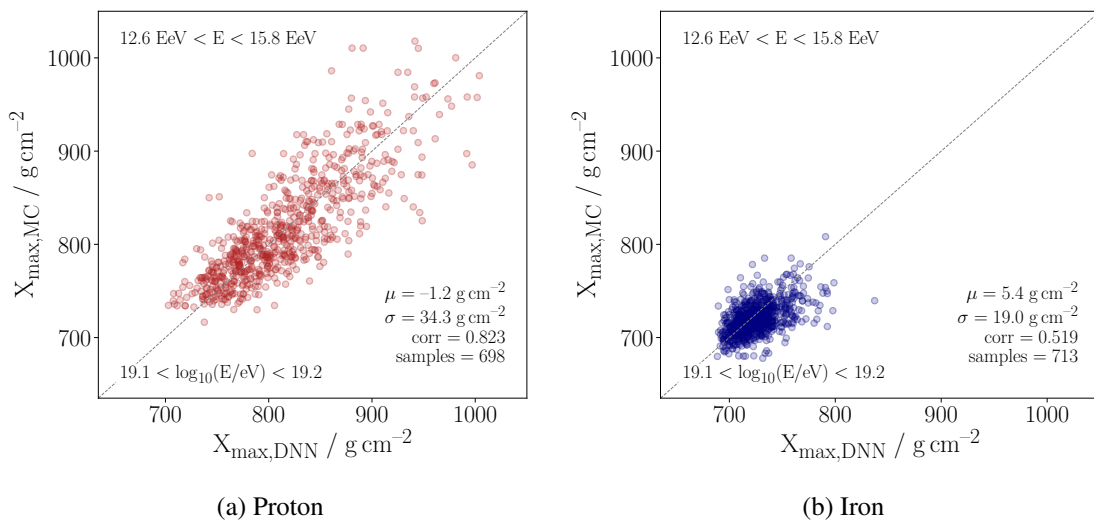 12.6 EeV < E < 15.8 EeV
1000
900
800
700
X_max,MC / g cm⁻²
μ = –1.2 g cm⁻²
σ = 34.3 g cm⁻²
corr = 0.823
samples = 698
19.1 < log₁₀(E/eV) < 19.2
700 800 900 1000
X_max,DNN / g cm⁻²
(a) Proton
12.6 EeV < E < 15.8 EeV
1000
900
800
700
X_max,MC / g cm⁻²
μ = 5.4 g cm⁻²
σ = 19.0 g cm⁻²
corr = 0.519
samples = 713
19.1 < log₁₀(E/eV) < 19.2
700 800 900 1000
X_max,DNN / g cm⁻²
(b) Iron